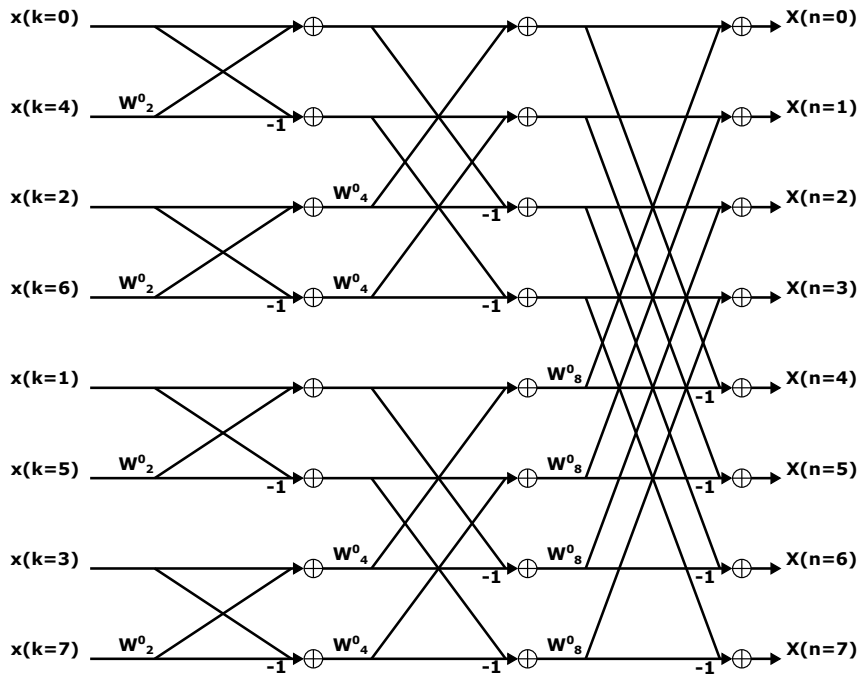 x(k=0) X(n=0)
x(k=4) W⁰₂ -1 X(n=1)
x(k=2) W⁰₄ -1 X(n=2)
x(k=6) W⁰₂ -1 W⁰₄ -1 X(n=3)
x(k=1) W⁰₈ -1 X(n=4)
x(k=5) W⁰₂ -1 W⁰₈ -1 X(n=5)
x(k=3) W⁰₄ -1 W⁰₈ -1 X(n=6)
x(k=7) W⁰₂ -1 W⁰₄ -1 W⁰₈ -1 X(n=7)